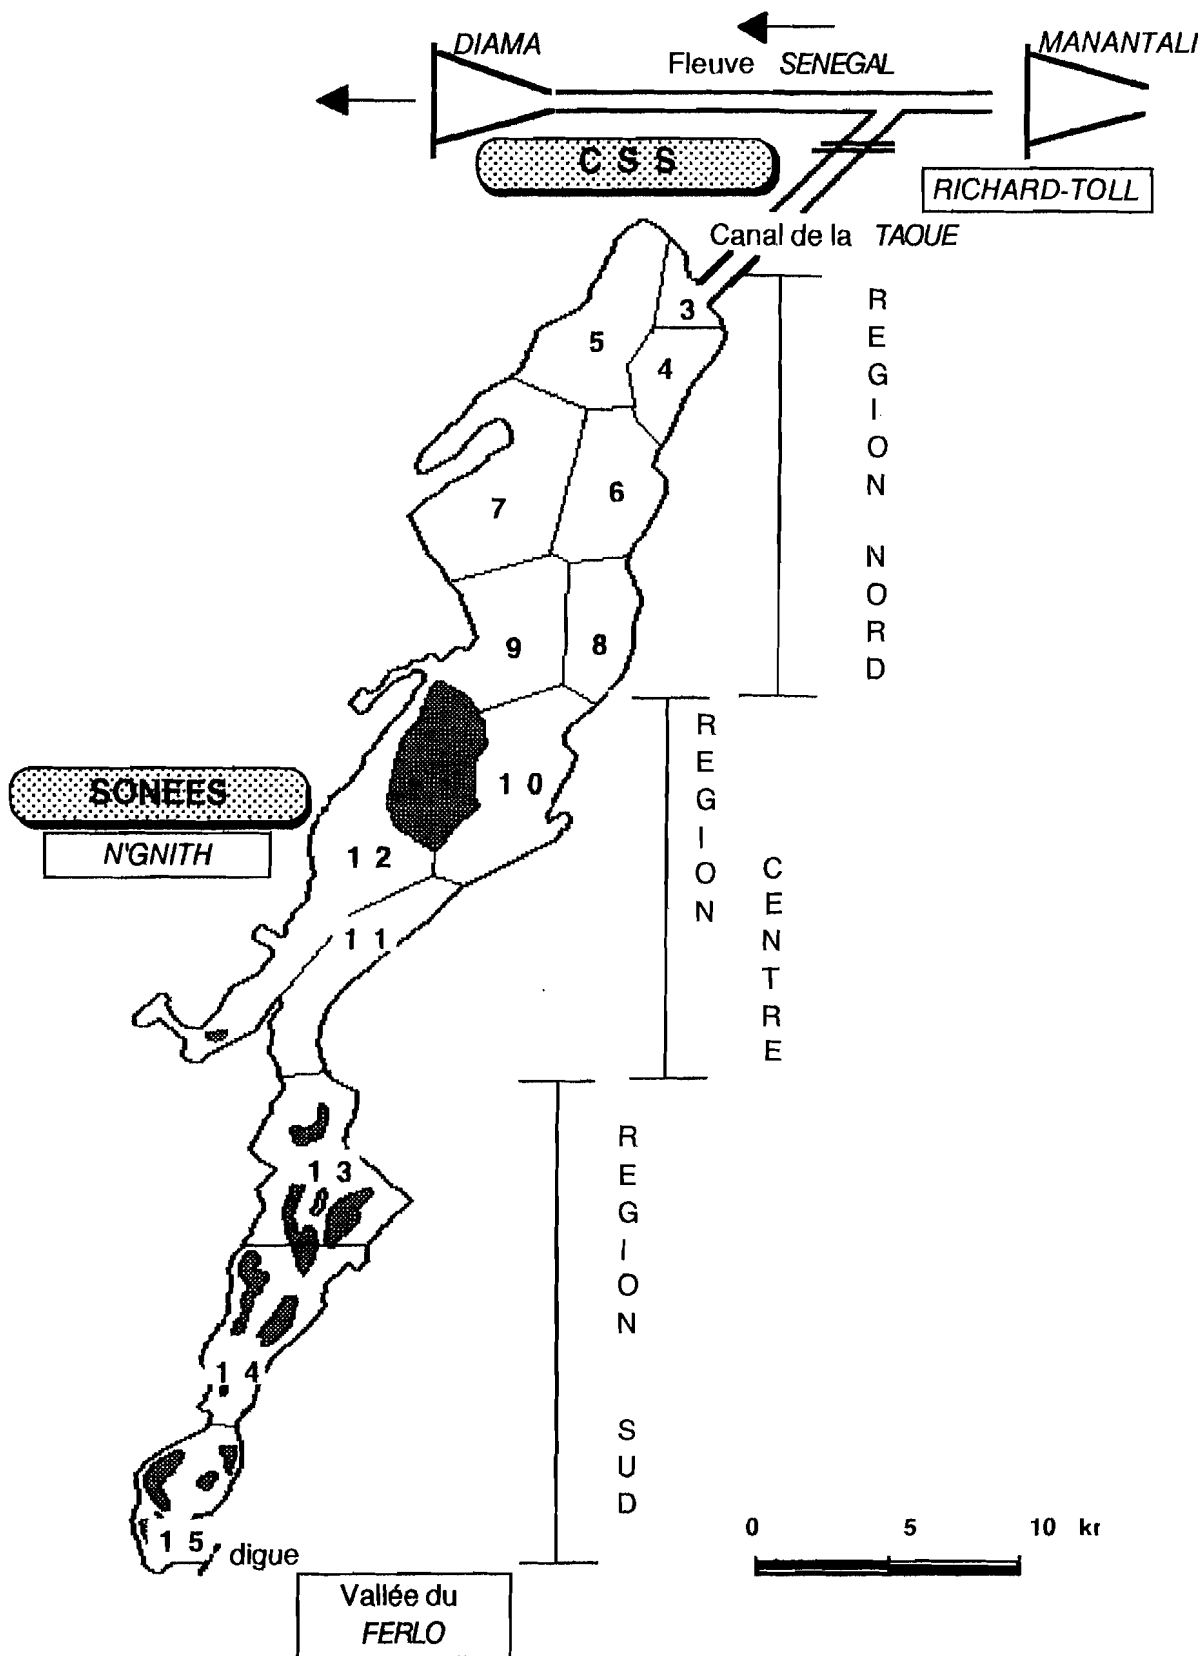 DIAMA
MANANTALI
Fleuve SENEGAL
CSS
RICHARD-TOLL
Canal de la TAOUE
3
5
4
REGION NORD
6
7
9
8
REGION CENTRE
10
SONEES
N'GNITH
12
11
REGION SUD
13
14
15
digue
0 5 10 kr
Vallée du
FERLO